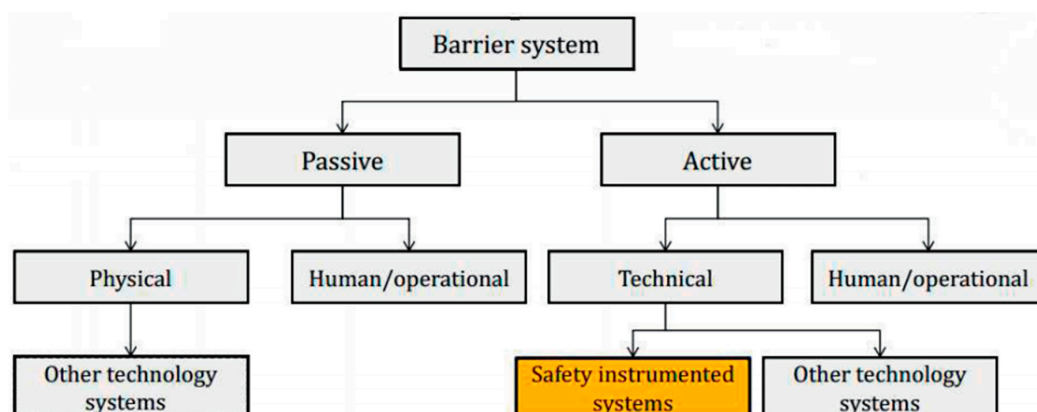 Barrier system
Passive
Active
Physical
Human/operational
Technical
Human/operational
Other technology
systems
Safety instrumented
systems
Other technology
systems